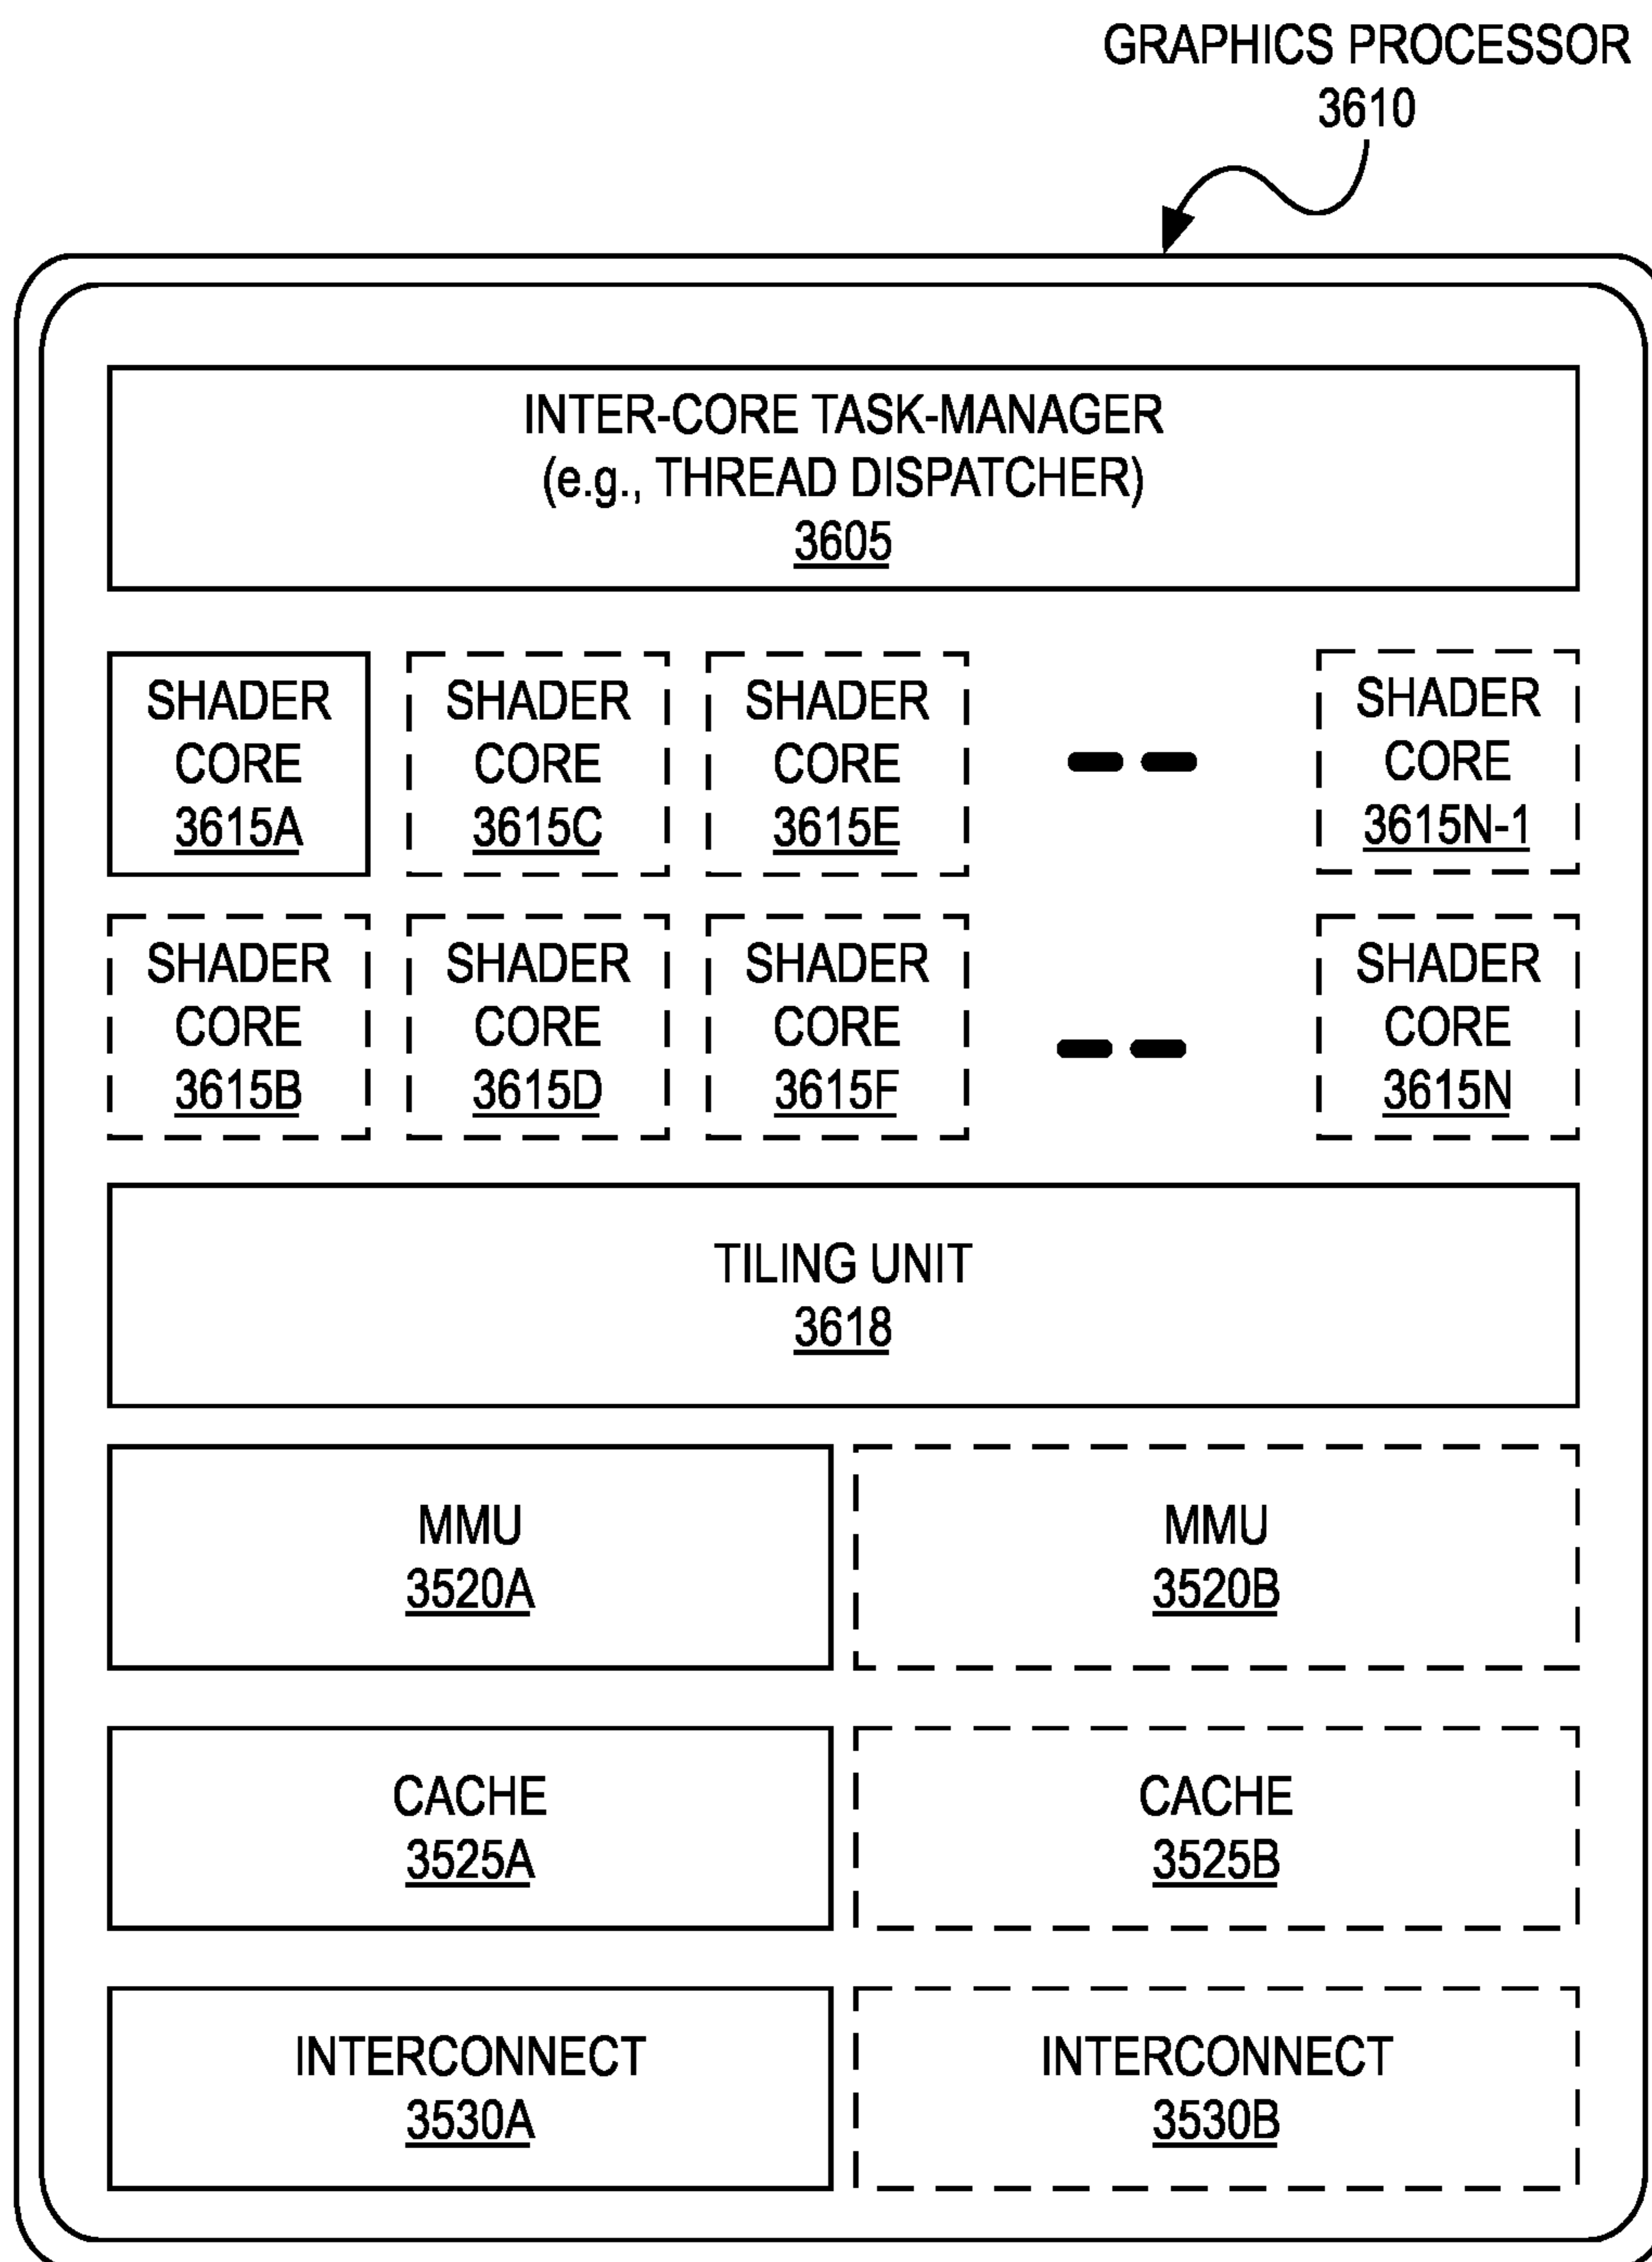 GRAPHICS PROCESSOR
3610
INTER-CORE TASK-MANAGER
(e.g., THREAD DISPATCHER)
3605
SHADER
CORE
3615A
SHADER
CORE
3615C
SHADER
CORE
3615E
SHADER
CORE
3615N-1
SHADER
CORE
3615B
SHADER
CORE
3615D
SHADER
CORE
3615F
SHADER
CORE
3615N
TILING UNIT
3618
MMU
3520A
MMU
3520B
CACHE
3525A
CACHE
3525B
INTERCONNECT
3530A
INTERCONNECT
3530B